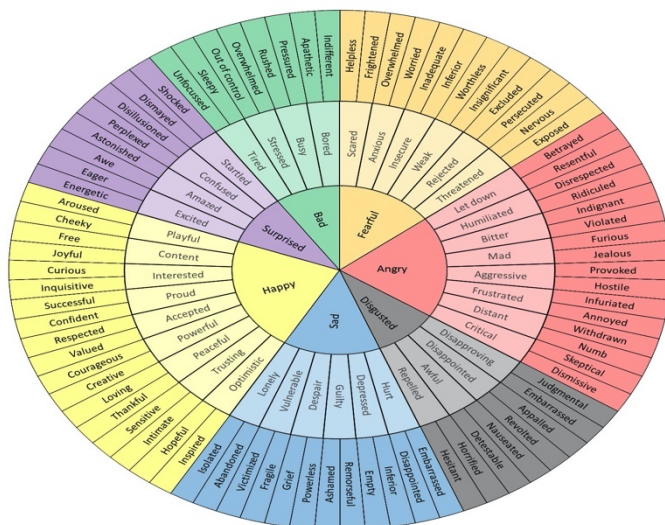 Bad
Fearful
Angry
Disgusted
Sad
Happy
Surprised
Tired
Stressed
Busy
Bored
Scared
Anxious
Insecure
Weak
Rejected
Threatened
Let down
Humiliated
Bitter
Mad
Aggressive
Frustrated
Distant
Critical
Disapproving
Disappointed
Awful
Repelled
Hurt
Depressed
Guilty
Despair
Vulnerable
Lonely
Optimistic
Trusting
Peaceful
Powerful
Accepted
Proud
Interested
Content
Playful
Excited
Amazed
Confused
Startled
Unfocussed
Sleepy
Out of control
Overwhelmed
Rushed
Pressured
Apathetic
Indifferent
Helpless
Frightened
Overwhelmed
Worried
Inadequate
Inferior
Worthless
Insignificant
Excluded
Persecuted
Nervous
Exposed
Betrayed
Resentful
Disrespected
Ridiculed
Indignant
Violated
Furious
Jealous
Provoked
Hostile
Infuriated
Annoyed
Withdrawn
Numb
Skeptical
Dismissive
Judgmental
Embarrassed
Appalled
Revolted
Nauseated
Detestable
Horrified
Hesitant
Embarrassed
Disappointed
Inferior
Empty
Remorseful
Ashamed
Powerless
Grief
Fragile
Victimized
Abandoned
Isolated
Inspired
Hopeful
Intimate
Sensitive
Thankful
Loving
Creative
Courageous
Valued
Respected
Confident
Successful
Inquisitive
Curious
Joyful
Free
Cheeky
Aroused
Energetic
Eager
Awe
Astonished
Perplexed
Disillusioned
Dismayed
Shocked